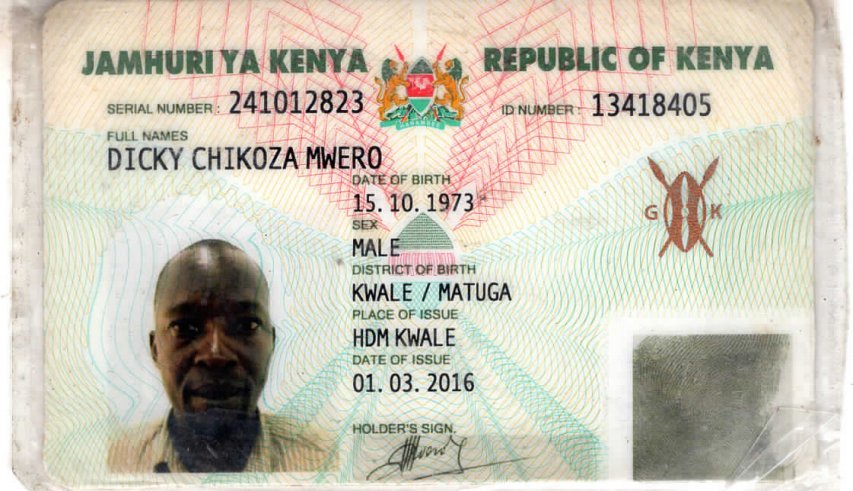 JAMHURI YA KENYA REPUBLIC OF KENYA
SERIAL NUMBER: 241012823 ID NUMBER: 13418405
HARAMBEE
FULL NAMES
DICKY CHIKOZA MWERO
DATE OF BIRTH
15. 10. 1973
SEX
MALE
G K
DISTRICT OF BIRTH
KWALE / MATUGA
PLACE OF ISSUE
HDM KWALE
DATE OF ISSUE
01. 03. 2016
HOLDER'S SIGN.